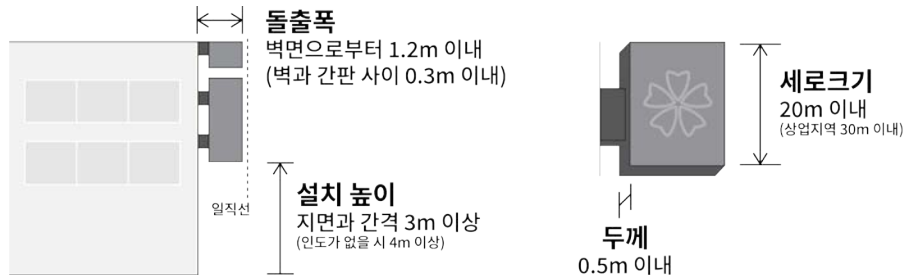 돌출폭
벽면으로부터 1.2m 이내
(벽과 간판 사이 0.3m 이내)
일직선
설치 높이
지면과 간격 3m 이상
(인도가 없을 시 4m 이상)
세로크기
20m 이내
(상업지역 30m 이내)
두께
0.5m 이내